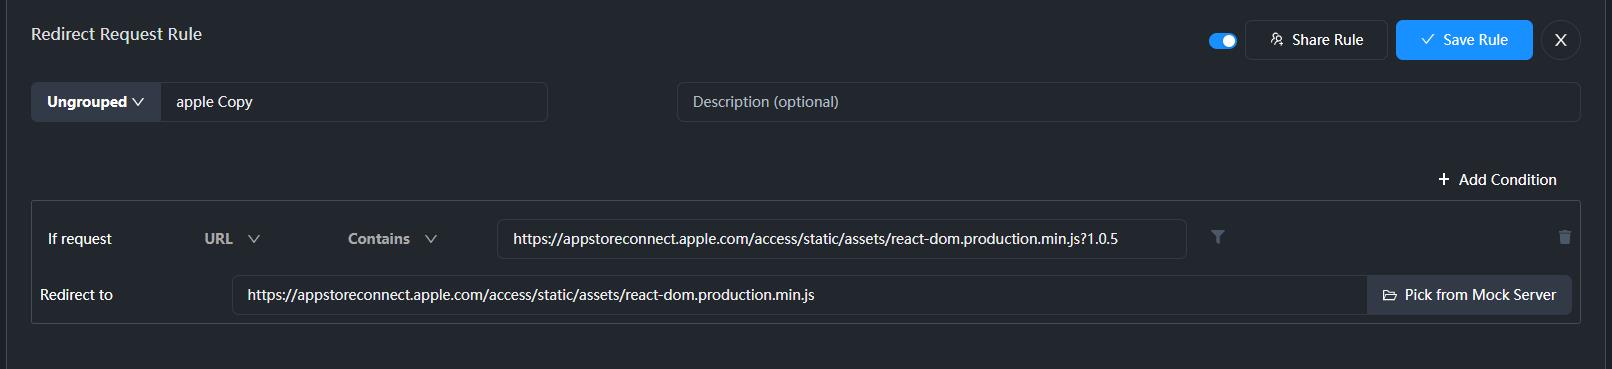 Redirect Request Rule
Share Rule
Save Rule
X
Ungrouped
apple Copy
Description (optional)
+ Add Condition
If request
URL
Contains
https://appstoreconnect.apple.com/access/static/assets/react-dom.production.min.js?1.0.5
Redirect to
https://appstoreconnect.apple.com/access/static/assets/react-dom.production.min.js
Pick from Mock Server